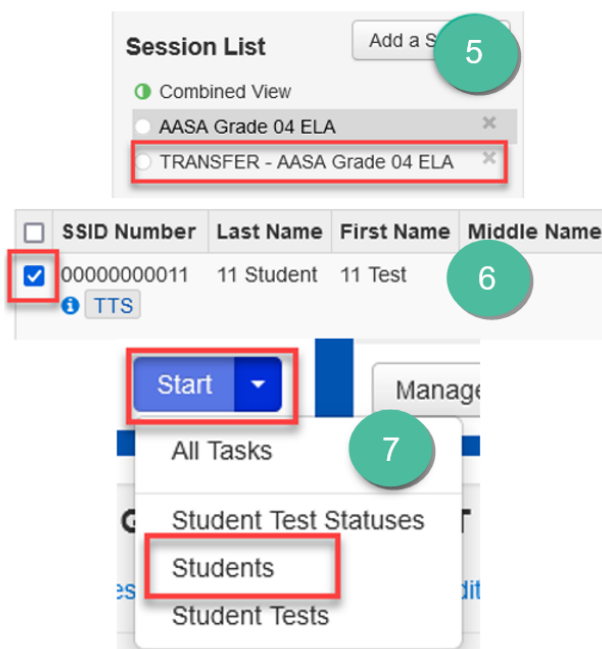 Session List
Add a S
5
Combined View
AASA Grade 04 ELA
TRANSFER - AASA Grade 04 ELA
SSID Number Last Name First Name Middle Name
00000000011 11 Student 11 Test
6
TTS
Start
Manage
All Tasks
7
Student Test Statuses
Students
Student Tests